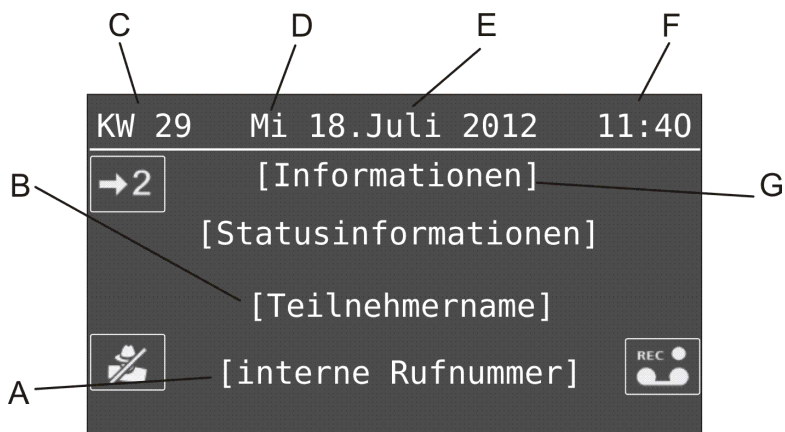 C D E F
KW 29 Mi 18.Juli 2012 11:40
→2 [Informationen]
B G
[Statusinformationen]
[Teilnehmername]
REC
[interne Rufnummer]
A